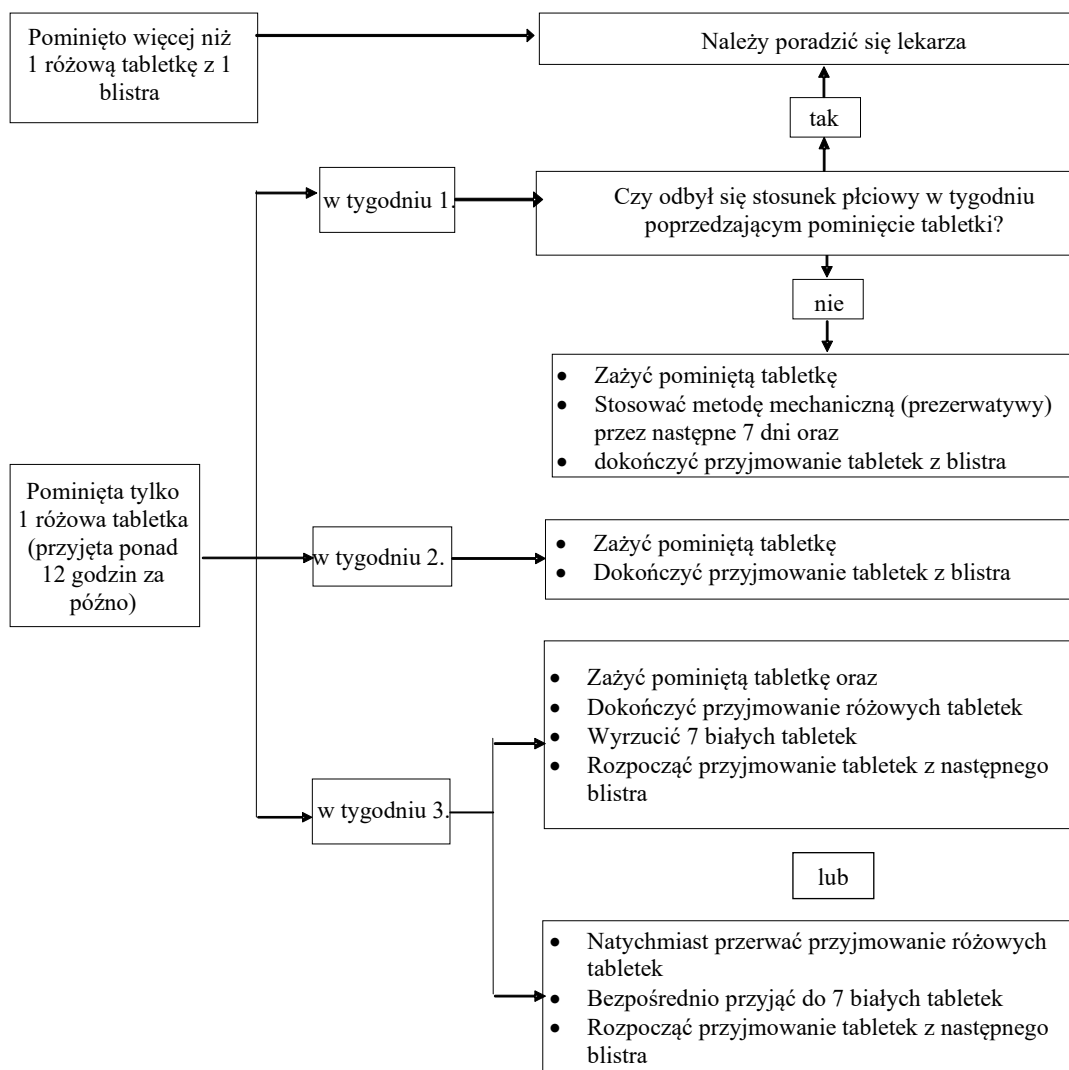 Pominięto więcej niż
1 różową tabletkę z 1
blistra
Należy poradzić się lekarza
tak
w tygodniu 1.
Czy odbył się stosunek płciowy w tygodniu
poprzedzającym pominięcie tabletki?
nie
• Zażyć pominiętą tabletkę
• Stosować metodę mechaniczną (prezerwatywy)
przez następne 7 dni oraz
• dokończyć przyjmowanie tabletek z blistra
Pominięta tylko
1 różowa tabletka
(przyjęta ponad
12 godzin za
późno)
w tygodniu 2.
• Zażyć pominiętą tabletkę
• Dokończyć przyjmowanie tabletek z blistra
w tygodniu 3.
• Zażyć pominiętą tabletkę oraz
• Dokończyć przyjmowanie różowych tabletek
• Wyrzucić 7 białych tabletek
• Rozpocząć przyjmowanie tabletek z następnego
blistra
lub
• Natychmiast przerwać przyjmowanie różowych
tabletek
• Bezpośrednio przyjąć do 7 białych tabletek
• Rozpocząć przyjmowanie tabletek z następnego
blistra